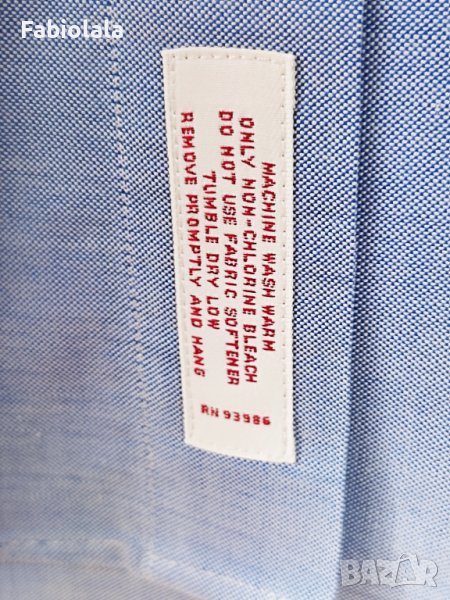 Fabiolala
MACHINE WASH WARM
ONLY NON-CHLORINE BLEACH
DO NOT USE FABRIC SOFTENER
TUMBLE DRY LOW
REMOVE PROMPTLY AND HANG
RN 93986
BAZAR